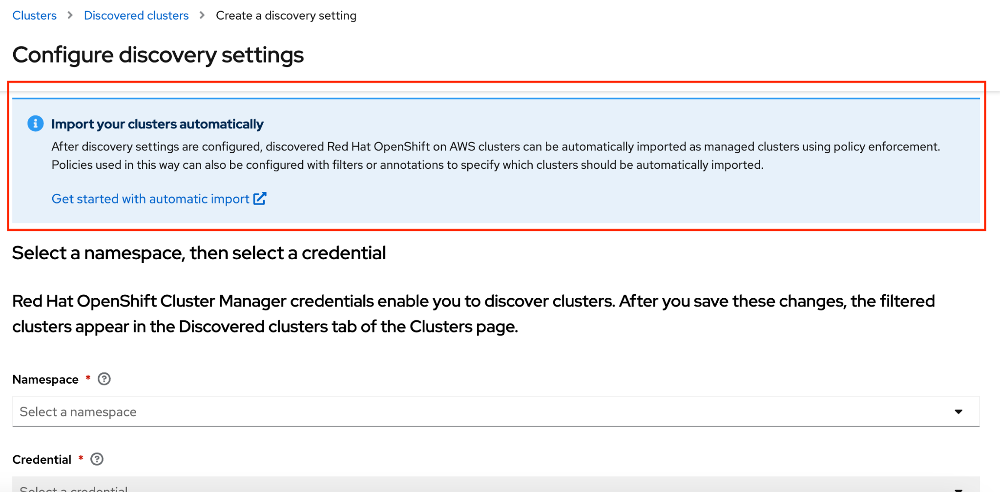 Clusters > Discovered clusters > Create a discovery setting
Configure discovery settings
Import your clusters automatically
After discovery settings are configured, discovered Red Hat OpenShift on AWS clusters can be automatically imported as managed clusters using policy enforcement.
Policies used in this way can also be configured with filters or annotations to specify which clusters should be automatically imported.
Get started with automatic import
Select a namespace, then select a credential
Red Hat OpenShift Cluster Manager credentials enable you to discover clusters. After you save these changes, the filtered
clusters appear in the Discovered clusters tab of the Clusters page.
Namespace *
Select a namespace
Credential *
Select a credential